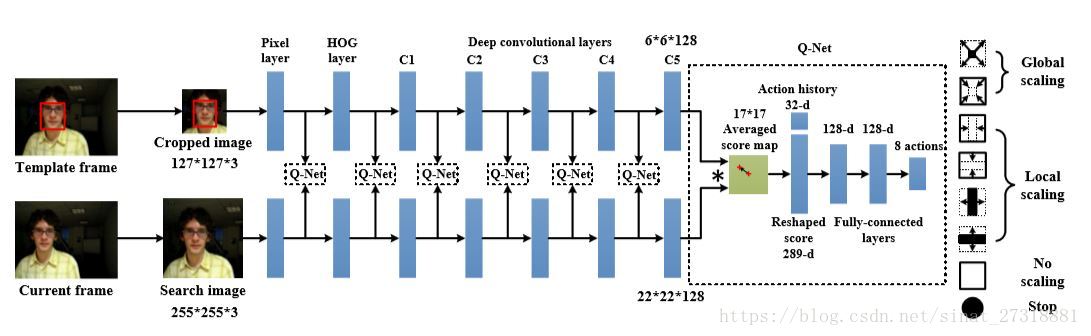 Pixel
layer
HOG
layer
Deep convolutional layers
C1
C2
C3
C4
C5
6*6*128
Q-Net
Global
scaling
Action history
32-d
17*17
Averaged
score map
128-d
128-d
8 actions
Template frame
Cropped image
127*127*3
Q-Net
Q-Net
Q-Net
Q-Net
Q-Net
Q-Net
*
Local
scaling
Reshaped
score
289-d
Fully-connected
layers
Current frame
Search image
255*255*3
22*22*128
No
scaling
Stop
https://blog.csdn.net/sinat_27318881